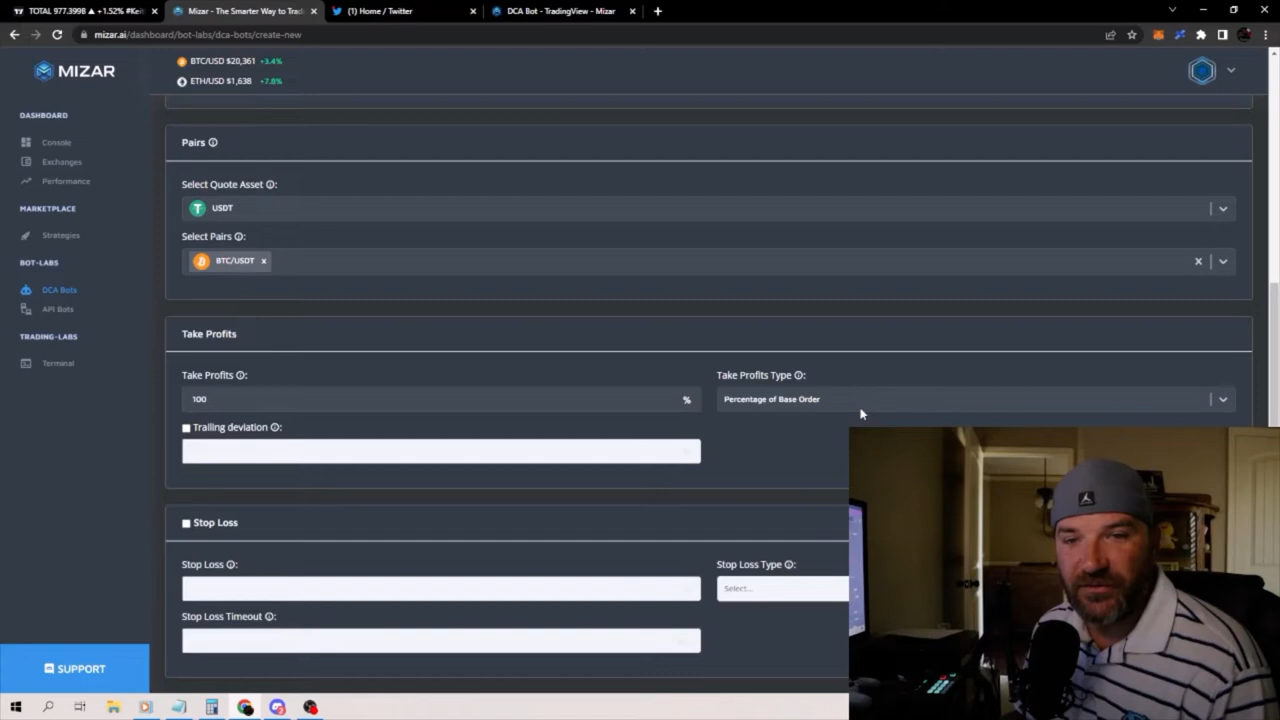 TOTAL 977.3998 ▲ +1.52% #Keit
Mizar - The Smarter Way to Trad
(1) Home / Twitter
DCA Bot - TradingView - Mizar
mizar.ai/dashboard/bot-labs/dca-bots/create-new
MIZAR
BTC/USD $20,361 +3.4%
ETH/USD $1,638 +7.0%
DASHBOARD
Console
Exchanges
Performance
MARKETPLACE
Strategies
BOT-LABS
DCA Bots
API Bots
TRADING-LABS
Terminal
SUPPORT
Pairs
Select Quote Asset :
USDT
Select Pairs :
BTC/USDT x
Take Profits
Take Profits :
100 %
Take Profits Type :
Percentage of Base Order
Trailing deviation :
Stop Loss
Stop Loss :
Stop Loss Type :
Select...
Stop Loss Timeout :